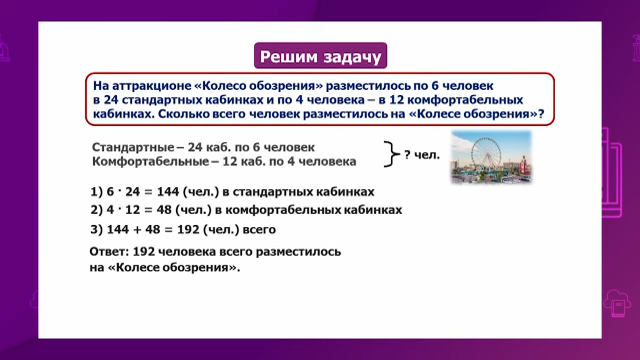 Решим задачу
На аттракционе «Колесо обозрения» разместилось по 6 человек
в 24 стандартных кабинках и по 4 человека – в 12 комфортабельных
кабинках. Сколько всего человек разместилось на «Колесе обозрения»?
Стандартные – 24 каб. по 6 человек
Комфортабельные – 12 каб. по 4 человека
? чел.
1) 6 · 24 = 144 (чел.) в стандартных кабинках
2) 4 · 12 = 48 (чел.) в комфортабельных кабинках
3) 144 + 48 = 192 (чел.) всего
Ответ: 192 человека всего разместилось
на «Колесе обозрения».